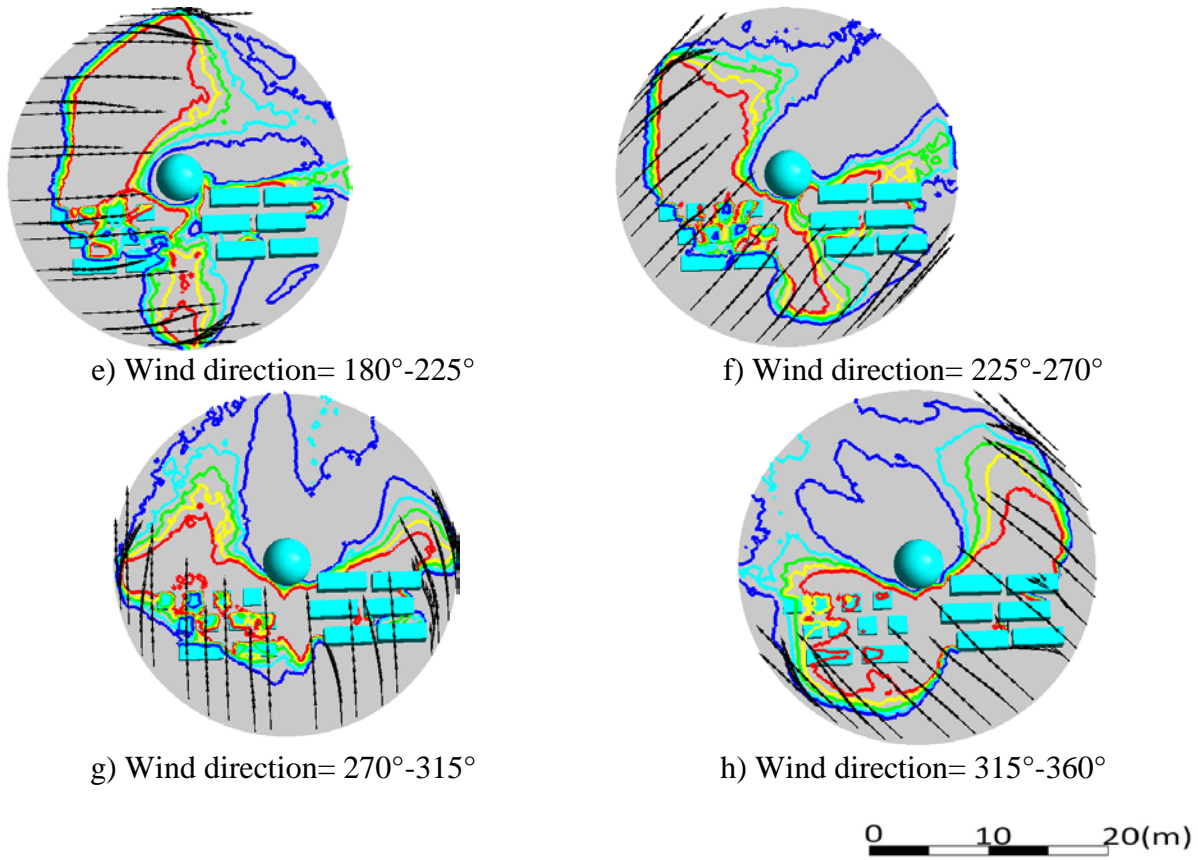 e) Wind direction= 180°-225°
f) Wind direction= 225°-270°
g) Wind direction= 270°-315°
h) Wind direction= 315°-360°
0 10 20(m)